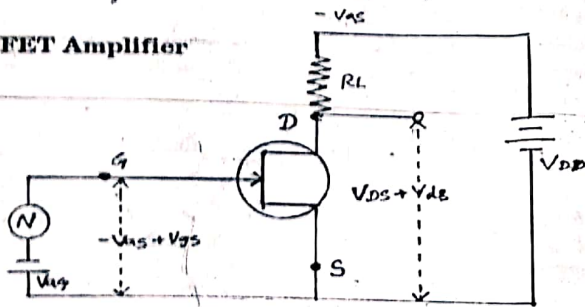 - VGS
FET Amplifier
RL
D
G
VDD
VDS + Vds
N
- VGS + Vgs
S
VGG